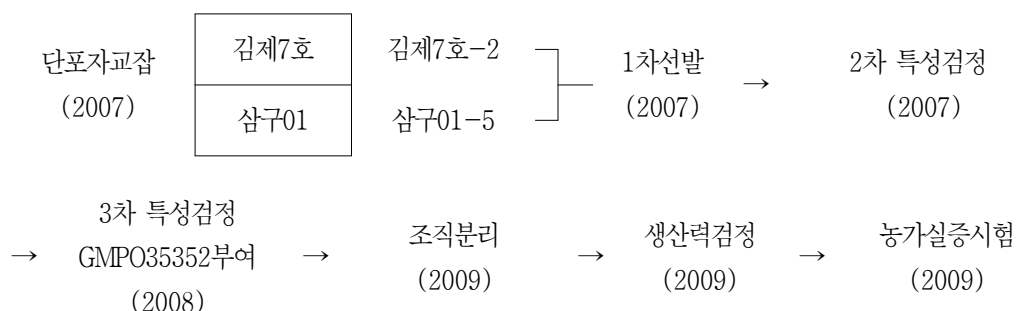 단포자교잡
(2007)
김제7호
삼구01
김제7호-2
삼구01-5
1차선발
(2007)
→
2차 특성검정
(2007)
→
3차 특성검정
GMPO35352부여
(2008)
→
조직분리
(2009)
→
생산력검정
(2009)
→
농가실증시험
(2009)